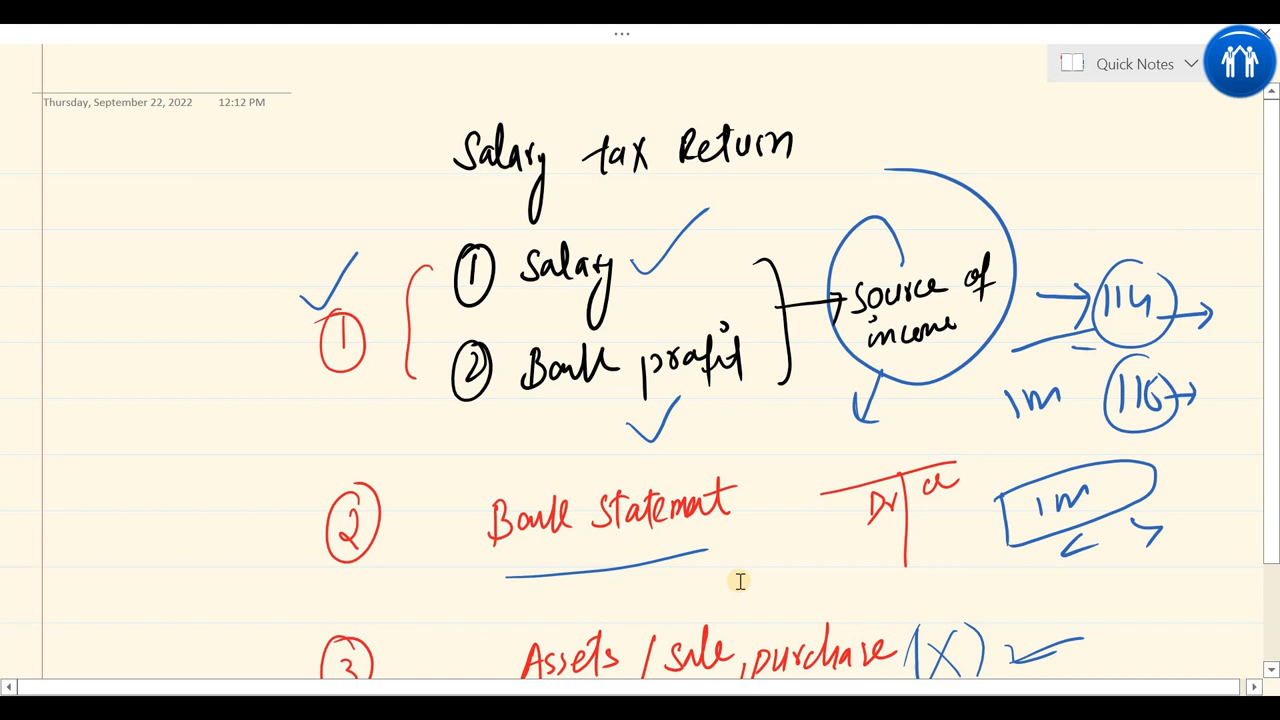 ...
Quick Notes
Thursday, September 22, 2022 12:12 PM
Salary tax Return
① Salary
① ② Bank profit
Source of income
114
1m 116
② Bank Statement
Dr Cr
1m
3 Assets / sale, purchase (X)